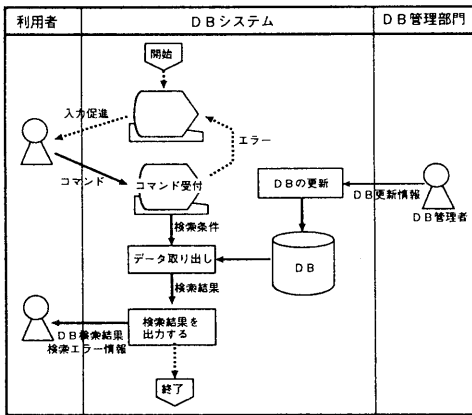 利用者
DBシステム
DB管理部門
開始
入力促進
エラー
コマンド
コマンド受付
DBの更新
DB更新情報
DB管理者
検索条件
データ取り出し
DB
検索結果
検索結果を
出力する
DB検索結果
検索エラー情報
終了